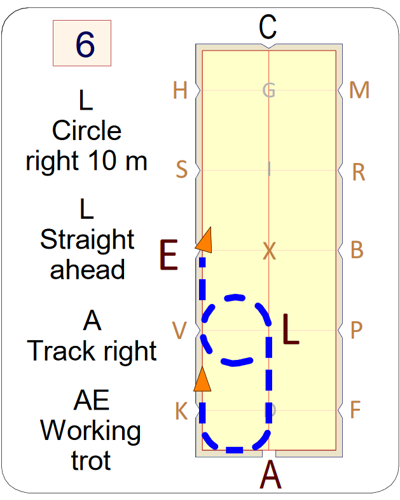 6
C
H
G
M
L
Circle
right 10 m
S
I
R
L
Straight
ahead
E
X
B
A
Track right
V
L
P
AE
Working
trot
K
D
F
A